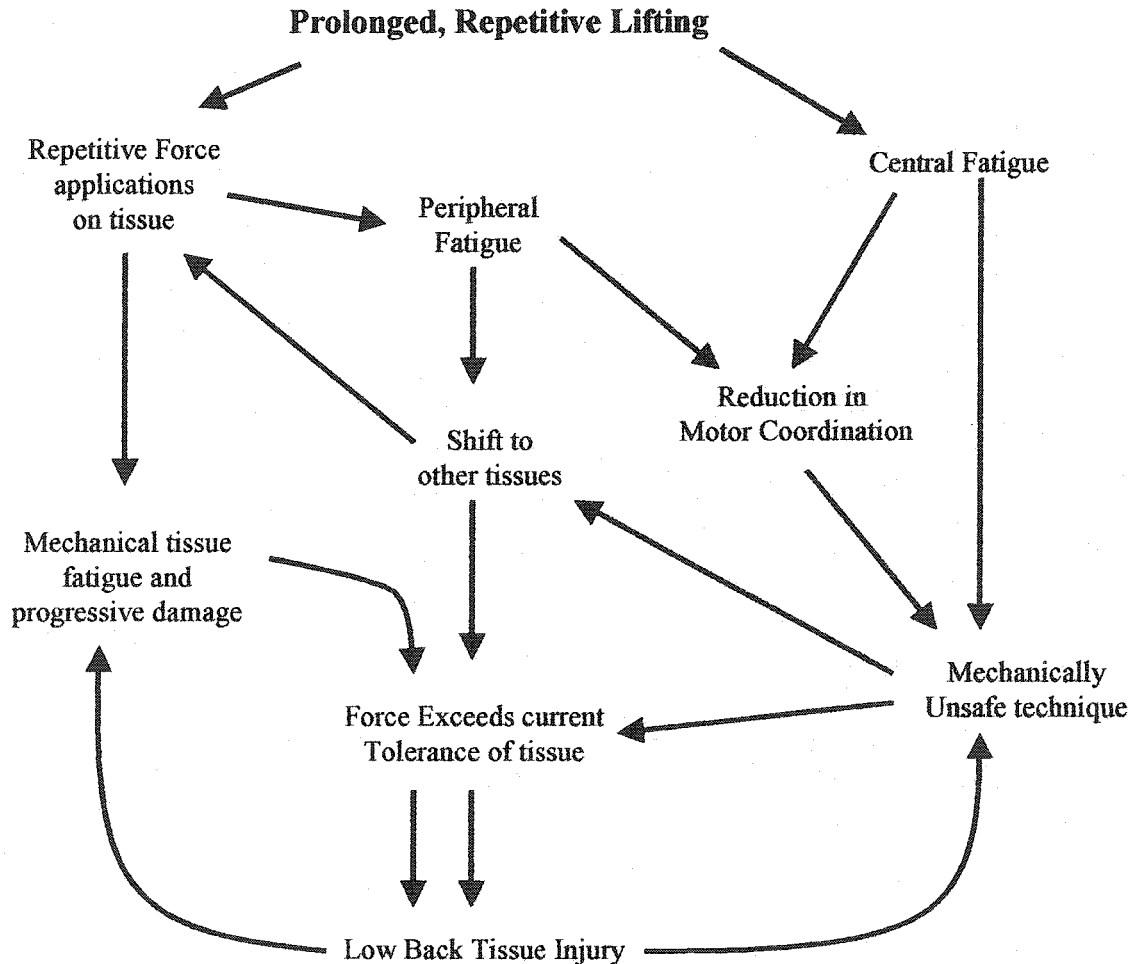 Prolonged, Repetitive Lifting
Repetitive Force
applications
on tissue
Central Fatigue
Peripheral
Fatigue
Reduction in
Motor Coordination
Shift to
other tissues
Mechanical tissue
fatigue and
progressive damage
Mechanically
Unsafe technique
Force Exceeds current
Tolerance of tissue
Low Back Tissue Injury